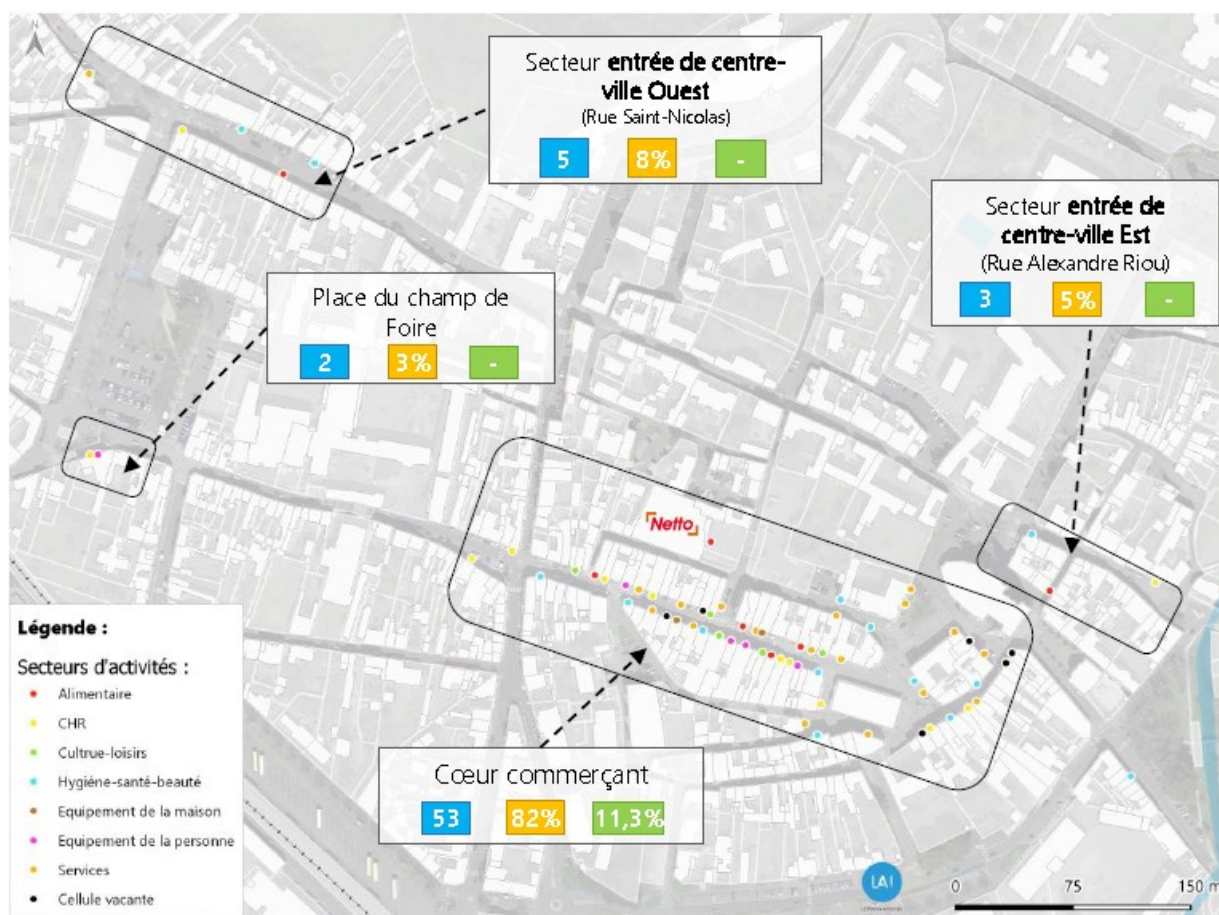 N
Secteur entrée de centre-
ville Ouest
(Rue Saint-Nicolas)
5 8% -
Secteur entrée de
centre-ville Est
(Rue Alexandre Riou)
3 5% -
Place du champ de
Foire
2 3% -
Netto
Cœur commerçant
53 82% 11,3%
Légende :
Secteurs d'activités :
Alimentaire
CHR
Cultrue-loisirs
Hygiène-santé-beauté
Equipement de la maison
Equipement de la personne
Services
Cellule vacante
LA!
0 75 150 m